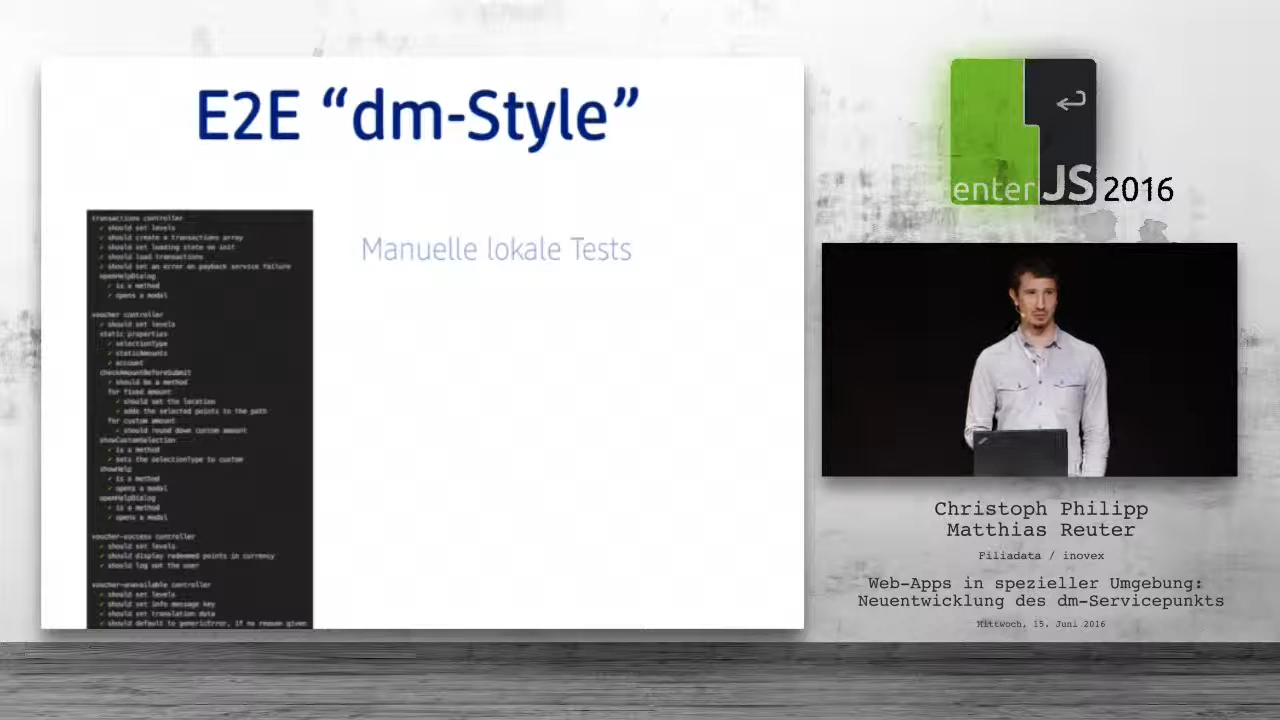 E2E “dm-Style”
transactions controller
✓ should set levels
✓ should create a transactions array
✓ should set loading state on init
✓ should load transactions
✓ should set an error on payback service failure
openHelpDialog
✓ is a method
✓ opens a modal
voucher controller
✓ should set levels
static properties
✓ selectionType
✓ staticAmounts
✓ account
checkAmountBeforeSubmit
✓ should be a method
for fixed amount
✓ should set the location
✓ adds the selected points to the path
for custom amount
✓ should round down custom amount
showCustomSelection
✓ is a method
✓ sets the selectionType to custom
showHelp
✓ is a method
✓ opens a modal
openHelpDialog
✓ is a method
✓ opens a modal
voucher-success controller
✓ should set levels
✓ should display redeemed points in currency
✓ should log out the user
voucher-unavailable controller
✓ should set levels
✓ should set info message key
✓ should set translation data
✓ should default to genericError, if no reason given
Manuelle lokale Tests
enterJS 2016
Christoph Philipp
Matthias Reuter
Filiadata / inovex
Web-Apps in spezieller Umgebung:
Neuentwicklung des dm-Servicepunkts
Mittwoch, 15. Juni 2016